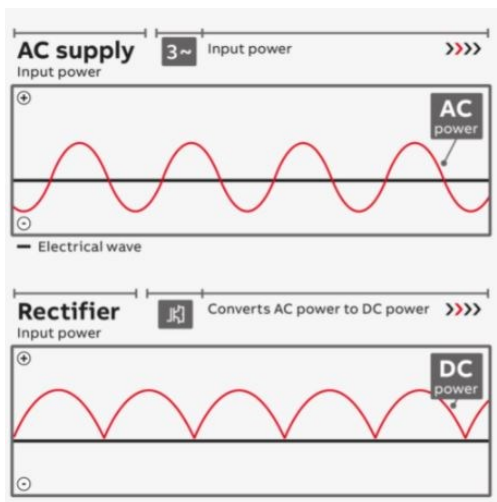 AC supply
Input power
3~
Input power
AC
power
Electrical wave
Rectifier
Input power
Converts AC power to DC power
DC
power